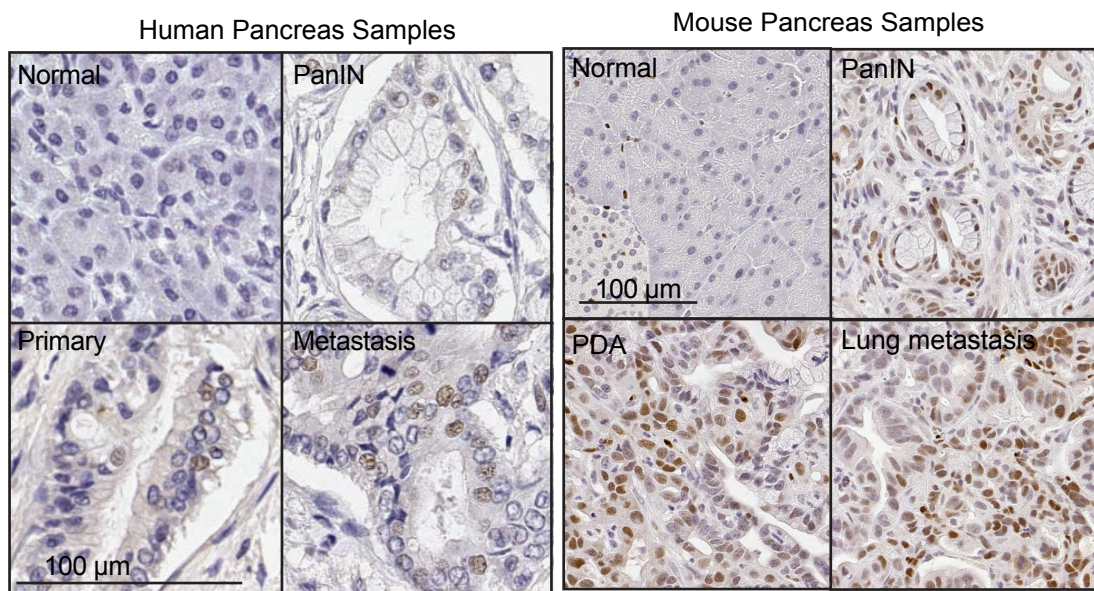 Human Pancreas Samples
Mouse Pancreas Samples
Normal
PanIN
Normal
PanIN
100 µm
Primary
Metastasis
PDA
Lung metastasis
100 µm